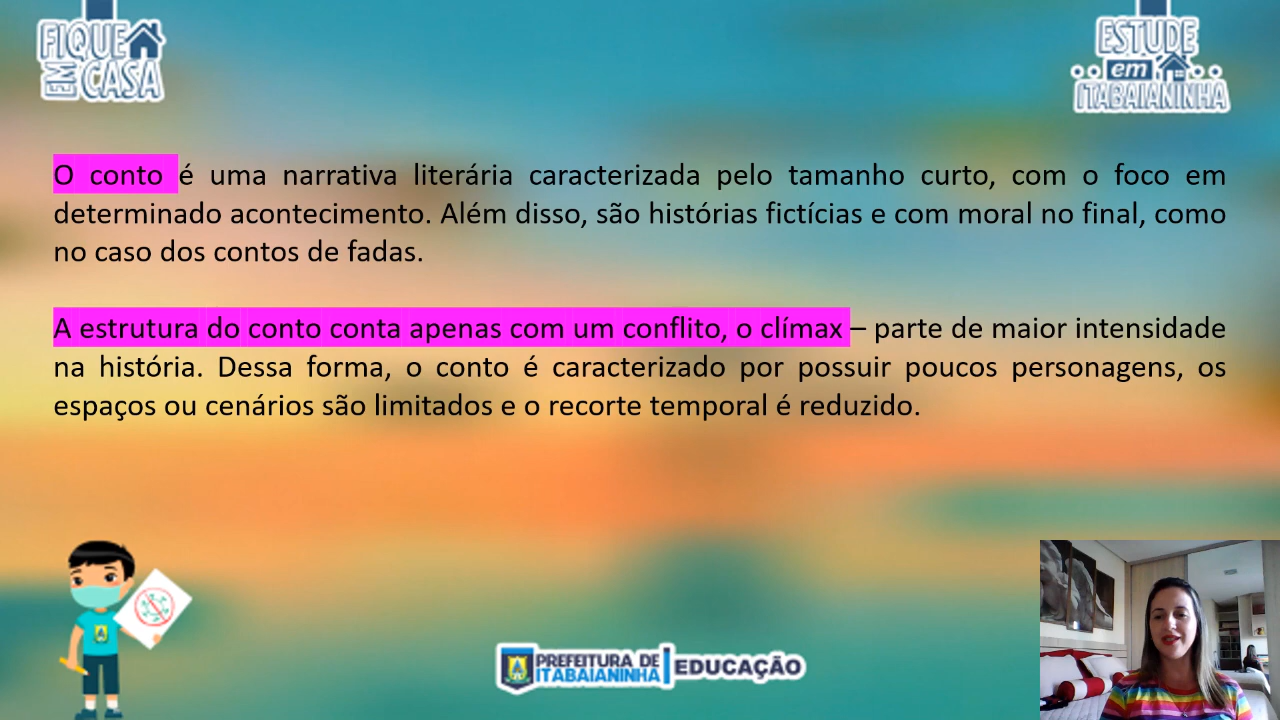 FIQUE
EM
CASA
ESTUDE
em
ITABAIANINHA
O conto é uma narrativa literária caracterizada pelo tamanho curto, com o foco em
determinado acontecimento. Além disso, são histórias fictícias e com moral no final, como
no caso dos contos de fadas.
A estrutura do conto conta apenas com um conflito, o clímax – parte de maior intensidade
na história. Dessa forma, o conto é caracterizado por possuir poucos personagens, os
espaços ou cenários são limitados e o recorte temporal é reduzido.
PREFEITURA DE
ITABAIANINHA
EDUCAÇÃO